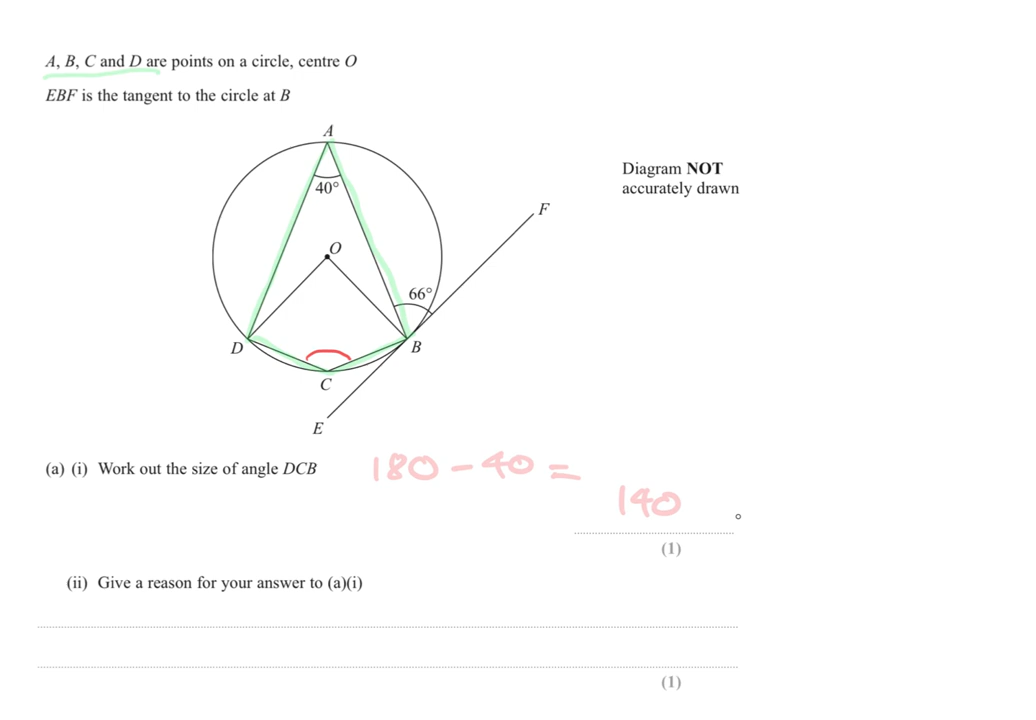 A, B, C and D are points on a circle, centre O
EBF is the tangent to the circle at B
A
Diagram NOT
accurately drawn
40°
F
O
66°
D
B
C
E
(a) (i) Work out the size of angle DCB
180 - 40 =
140 °
(1)
(ii) Give a reason for your answer to (a)(i)
(1)